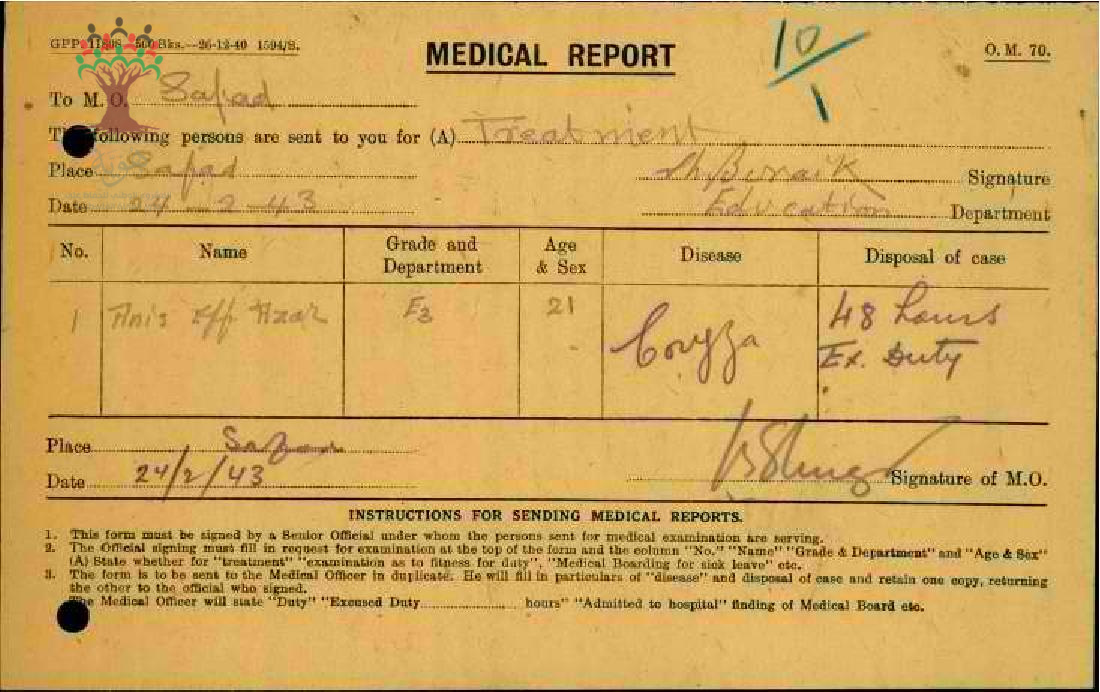 GPP 11808 500 Bks.—26-12-40 1594/S.
10/1
MEDICAL REPORT
O. M. 70.
To M. O. Safad
The following persons are sent to you for (A) Treatment
Place Safad
Signature
Date 24-2-43
Education Department
No. Name Grade and Department Age & Sex Disease Disposal of case
1 Anis Eff Azar E3 21 Coryza 48 hours
Ex. Duty
Place Safad
Date 24/2/43
Signature of M.O.
INSTRUCTIONS FOR SENDING MEDICAL REPORTS.
1. This form must be signed by a Senior Official under whom the persons sent for medical examination are serving.
2. The Official signing must fill in request for examination at the top of the form and the column "No." "Name" "Grade & Department" and "Age & Sex"
(A) State whether for "treatment" "examination as to fitness for duty", "Medical Boarding for sick leave" etc.
3. The form is to be sent to the Medical Officer in duplicate. He will fill in particulars of "disease" and disposal of case and retain one copy, returning
the other to the official who signed.
The Medical Officer will state "Duty" "Excused Duty.......... hours" "Admitted to hospital" finding of Medical Board etc.